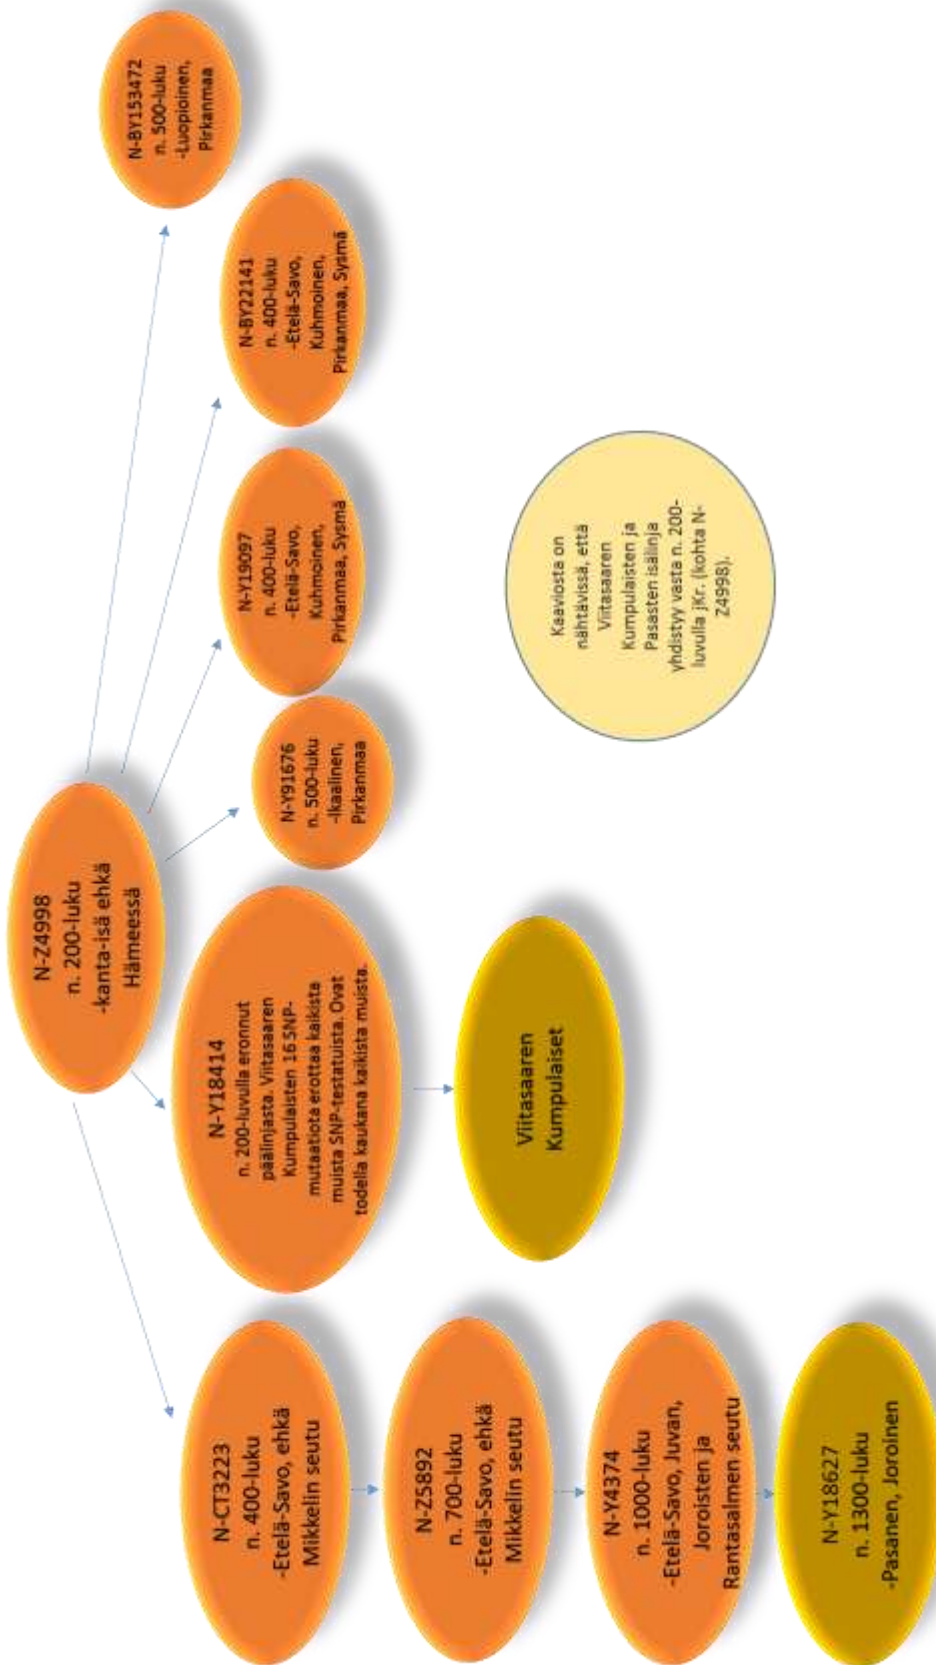 N-Z4998
n. 200-luku
-kanta-isä ehkä
Hämeessä
N-CT3223
n. 400-luku
-Etelä-Savo, ehkä
Mikkelin seutu
N-Y18414
n. 200-luvulla eronnut
päälinjasta. Viitasaaren
Kumpulaisten 16 SNP-
mutaatiota erottaa kaikista
muista SNP-testatuista. Ovat
todella kaukana kaikista muista.
N-Y91676
n. 500-luku
-Ikaalinen,
Pirkanmaa
N-Y19097
n. 400-luku
-Etelä-Savo,
Kuhmoinen,
Pirkanmaa, Sysmä
N-BY22141
n. 400-luku
-Etelä-Savo,
Kuhmoinen,
Pirkanmaa, Sysmä
N-BY153472
n. 500-luku
-Luopioinen,
Pirkanmaa
N-Z5892
n. 700-luku
-Etelä-Savo, ehkä
Mikkelin seutu
Viitasaaren
Kumpulaiset
Kaaviosta on
nähtävissä, että
Viitasaaren
Kumpulaisten ja
Pasasten isälinja
yhdistyy vasta n. 200-
luvulla jKr. (kohta N-
Z4998).
N-Y4374
n. 1000-luku
-Etelä-Savo, Juvan,
Joroisten ja
Rantasalmen seutu
N-Y18627
n. 1300-luku
-Pasanen, Joroinen